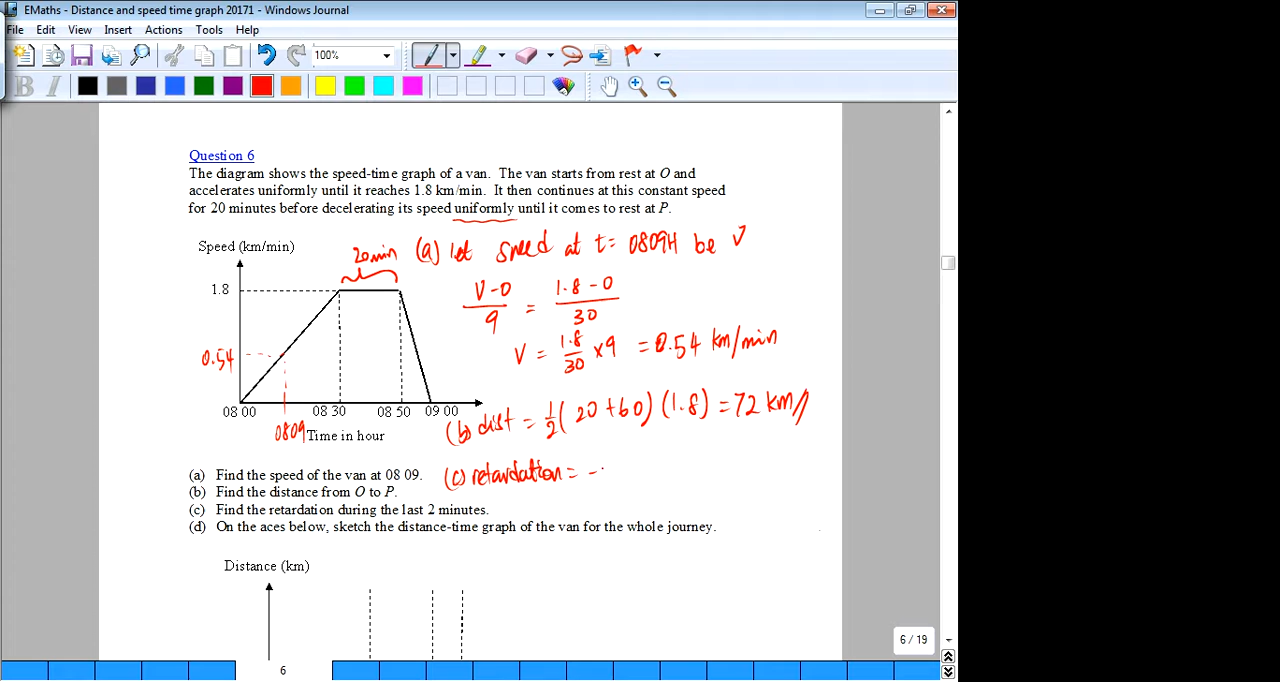 EMaths - Distance and speed time graph 20171 - Windows Journal
File Edit View Insert Actions Tools Help
100%
B I
Question 6
The diagram shows the speed-time graph of a van. The van starts from rest at O and
accelerates uniformly until it reaches 1.8 km/min. It then continues at this constant speed
for 20 minutes before decelerating its speed uniformly until it comes to rest at P.
Speed (km/min)
20min
(a) let speed at t= 0809H be V
1.8
V-0/9 = 1.8-0/30
V = 1.8/30 ×9 = 0.54 km/min
0.54
08 00 08 30 08 50 09 00
0809
Time in hour
(b) dist = 1/2(20+60)(1.8) = 72 km//
(c) retardation = -
(a) Find the speed of the van at 08 09.
(b) Find the distance from O to P.
(c) Find the retardation during the last 2 minutes.
(d) On the aces below, sketch the distance-time graph of the van for the whole journey.
Distance (km)
6 / 19
6